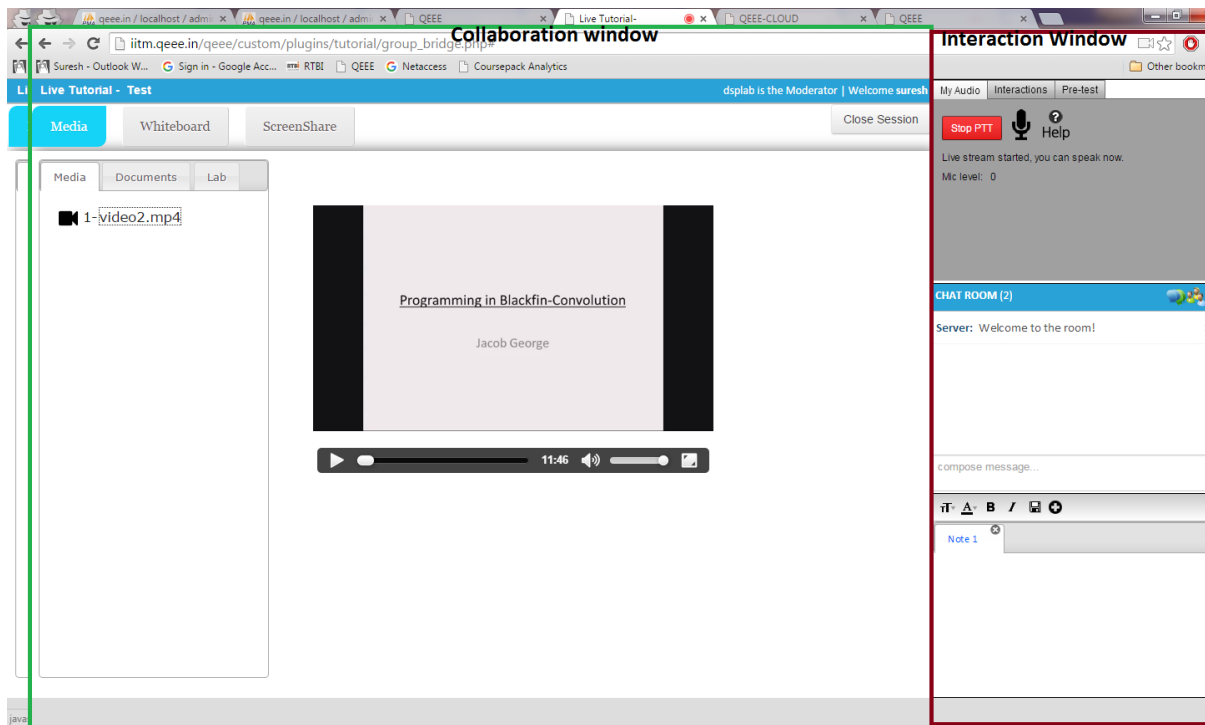 qeee.in / localhost / admi
qeee.in / localhost / admi
QEEE
Live Tutorial-
QEEE-CLOUD
QEEE
iitm.qeee.in/qeee/custom/plugins/tutorial/group_bridge.php#
Collaboration window
Interaction Window
Suresh - Outlook W...
Sign in - Google Acc...
RTBI
QEEE
Netaccess
Coursepack Analytics
Other bookm
Li
Live Tutorial - Test
dsplab is the Moderator | Welcome suresh
My Audio
Interactions
Pre-test
Media
Whiteboard
ScreenShare
Close Session
Stop PTT
Help
Live stream started, you can speak now.
Mic level: 0
Media
Documents
Lab
1-video2.mp4
Programming in Blackfin-Convolution
Jacob George
11:46
CHAT ROOM (2)
Server: Welcome to the room!
compose message...
B I
Note 1
javas